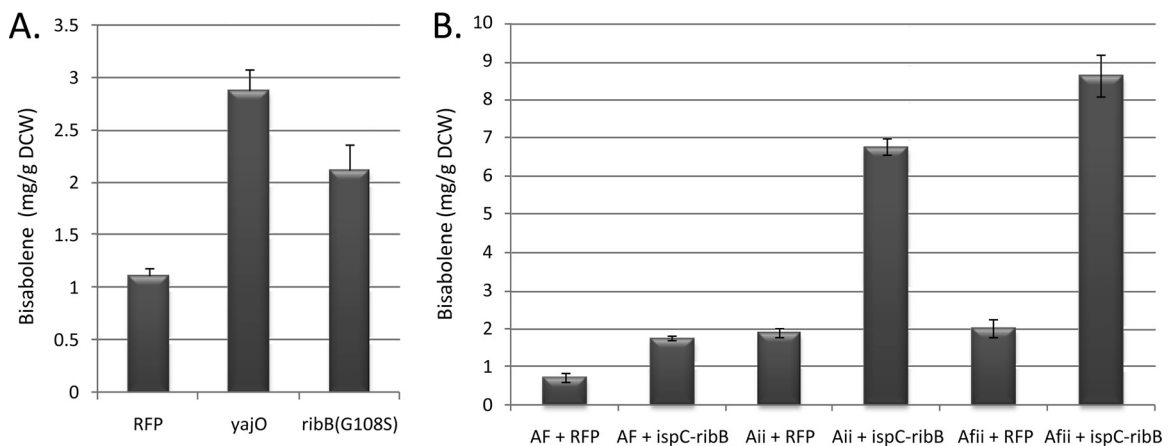 A.
Bisabolene (mg/g DCW)
3.5
3
2.5
2
1.5
1
0.5
0
RFP
yajO
ribB(G108S)
B.
Bisabolene (mg/g DCW)
10
9
8
7
6
5
4
3
2
1
0
AF + RFP
AF + ispC-ribB
Aii + RFP
Aii + ispC-ribB
Afii + RFP
Afii + ispC-ribB